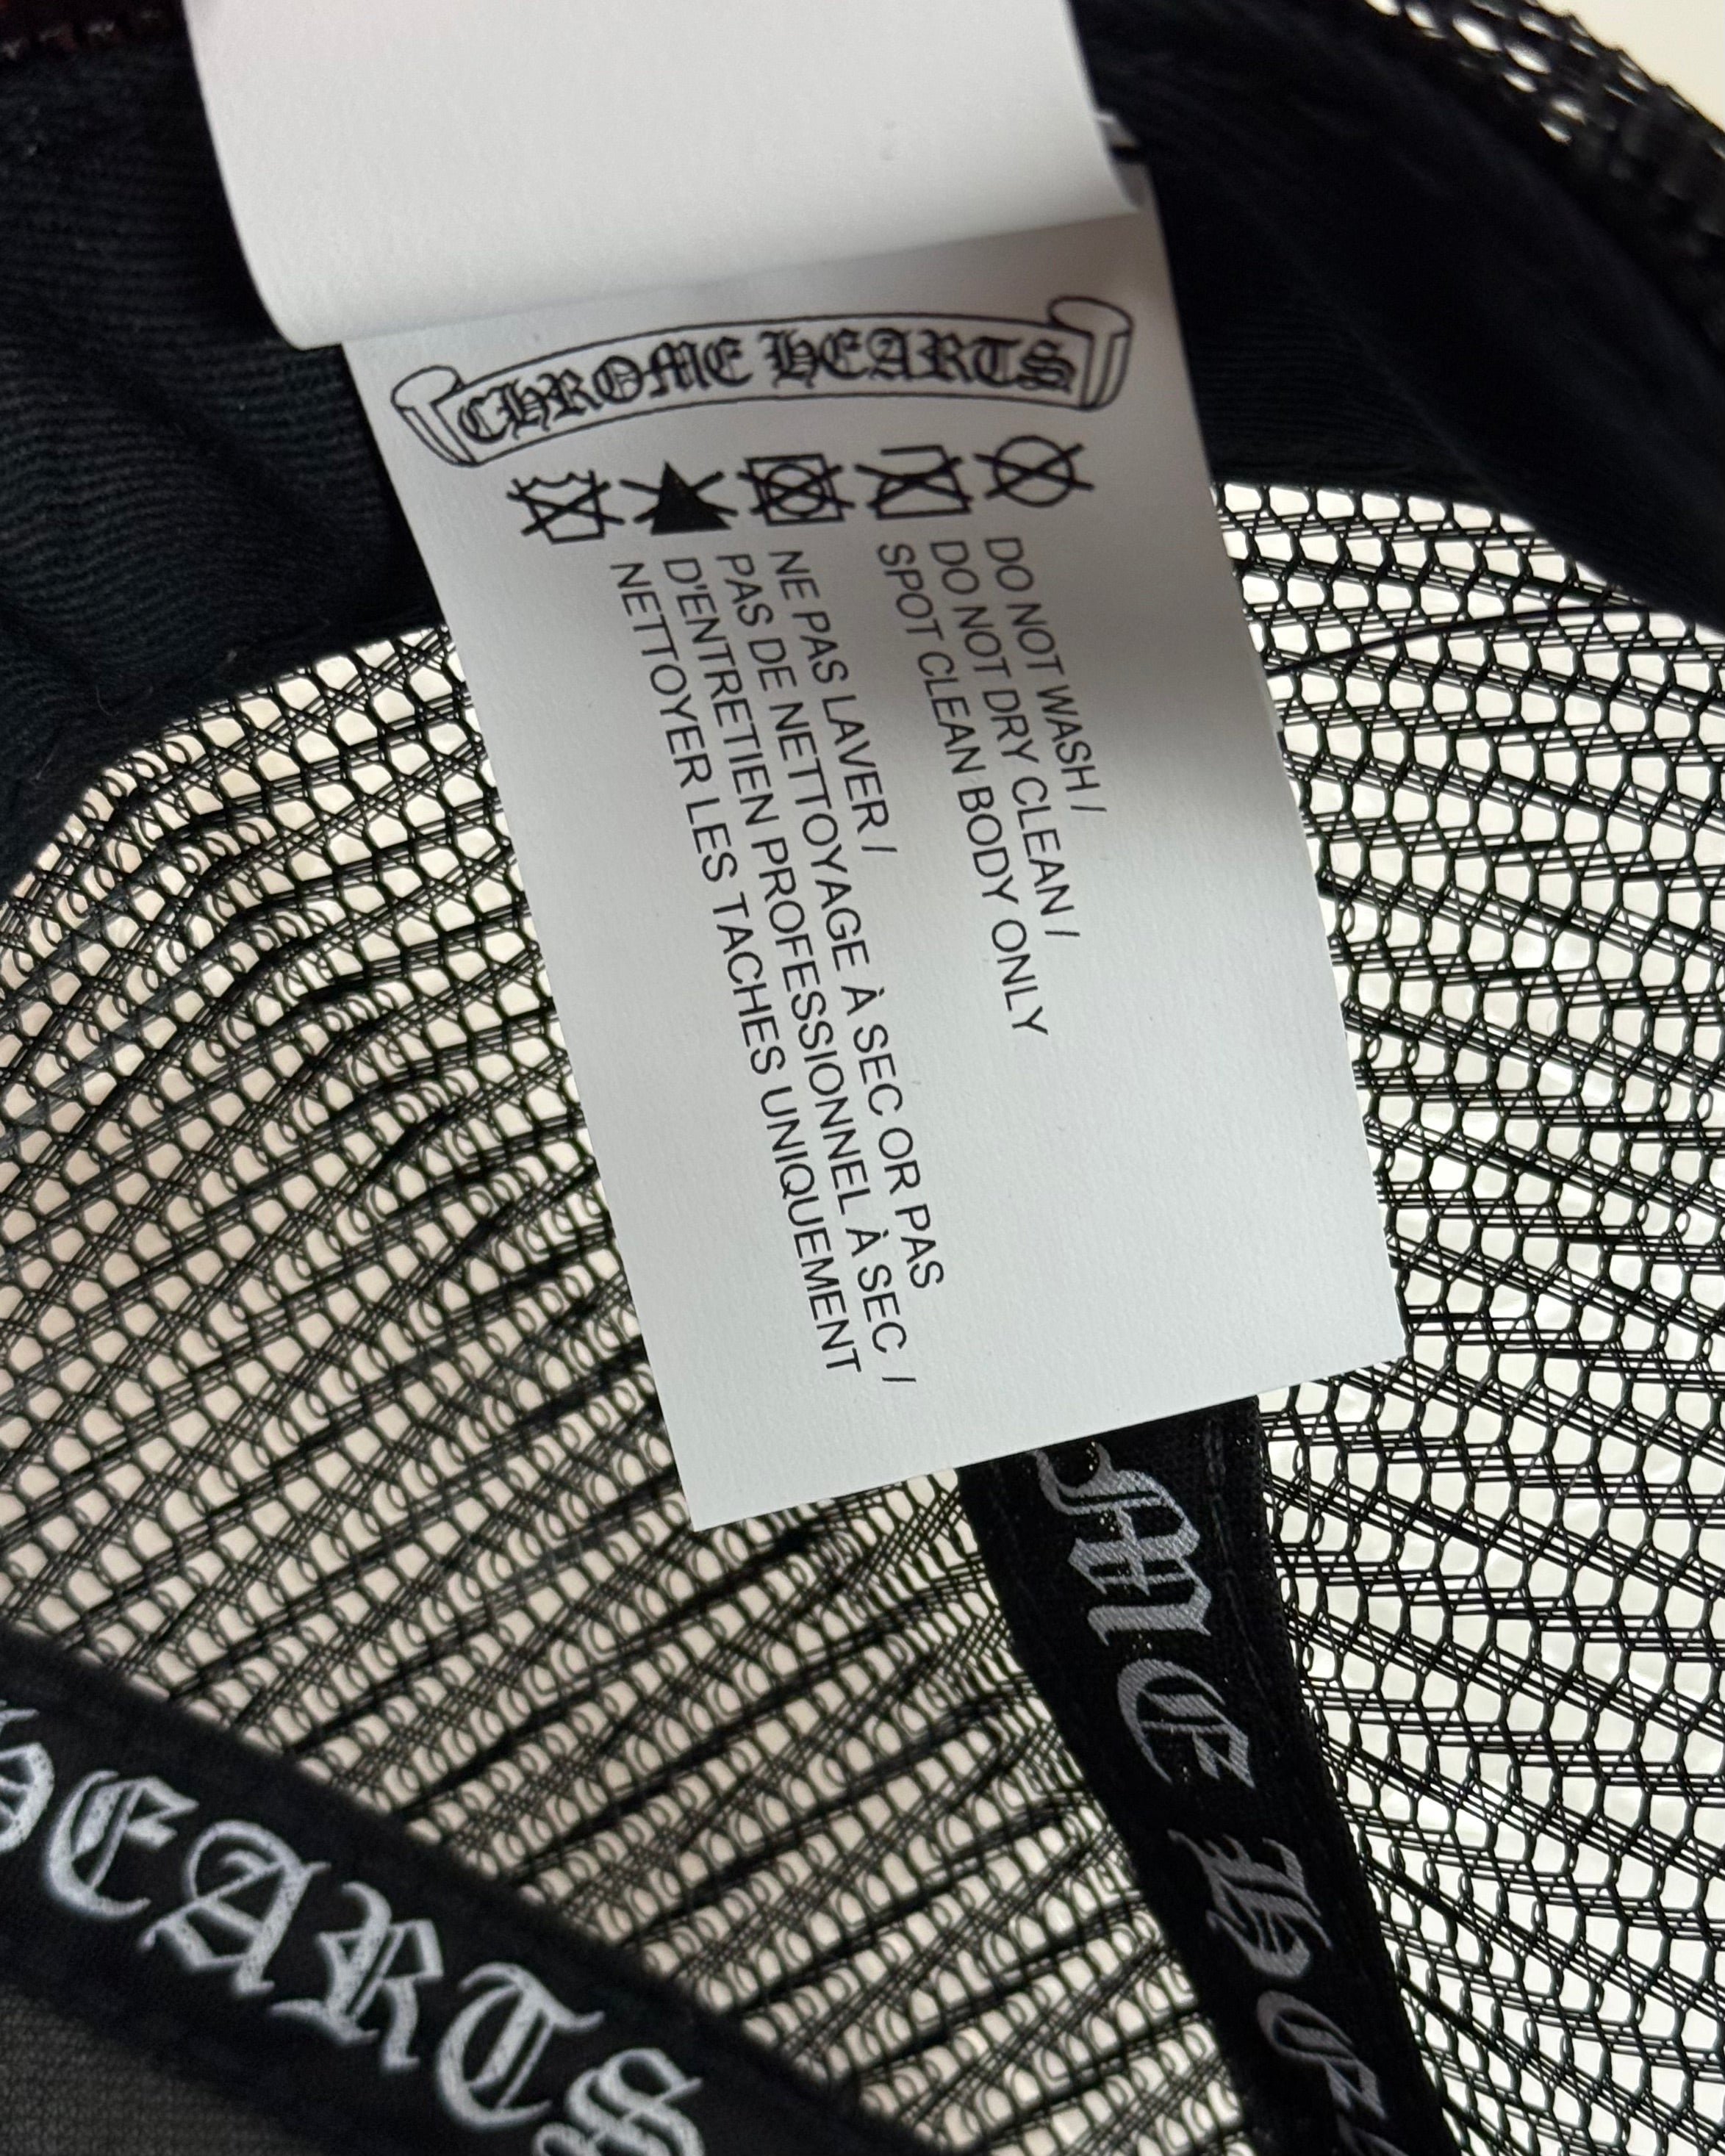 CHROME HEARTS
DO NOT WASH /
DO NOT DRY CLEAN /
SPOT CLEAN BODY ONLY
NE PAS LAVER /
PAS DE NETTOYAGE À SEC OR PAS
D'ENTRETIEN PROFESSIONNEL À SEC /
NETTOYER LES TACHES UNIQUEMENT
HEARTS